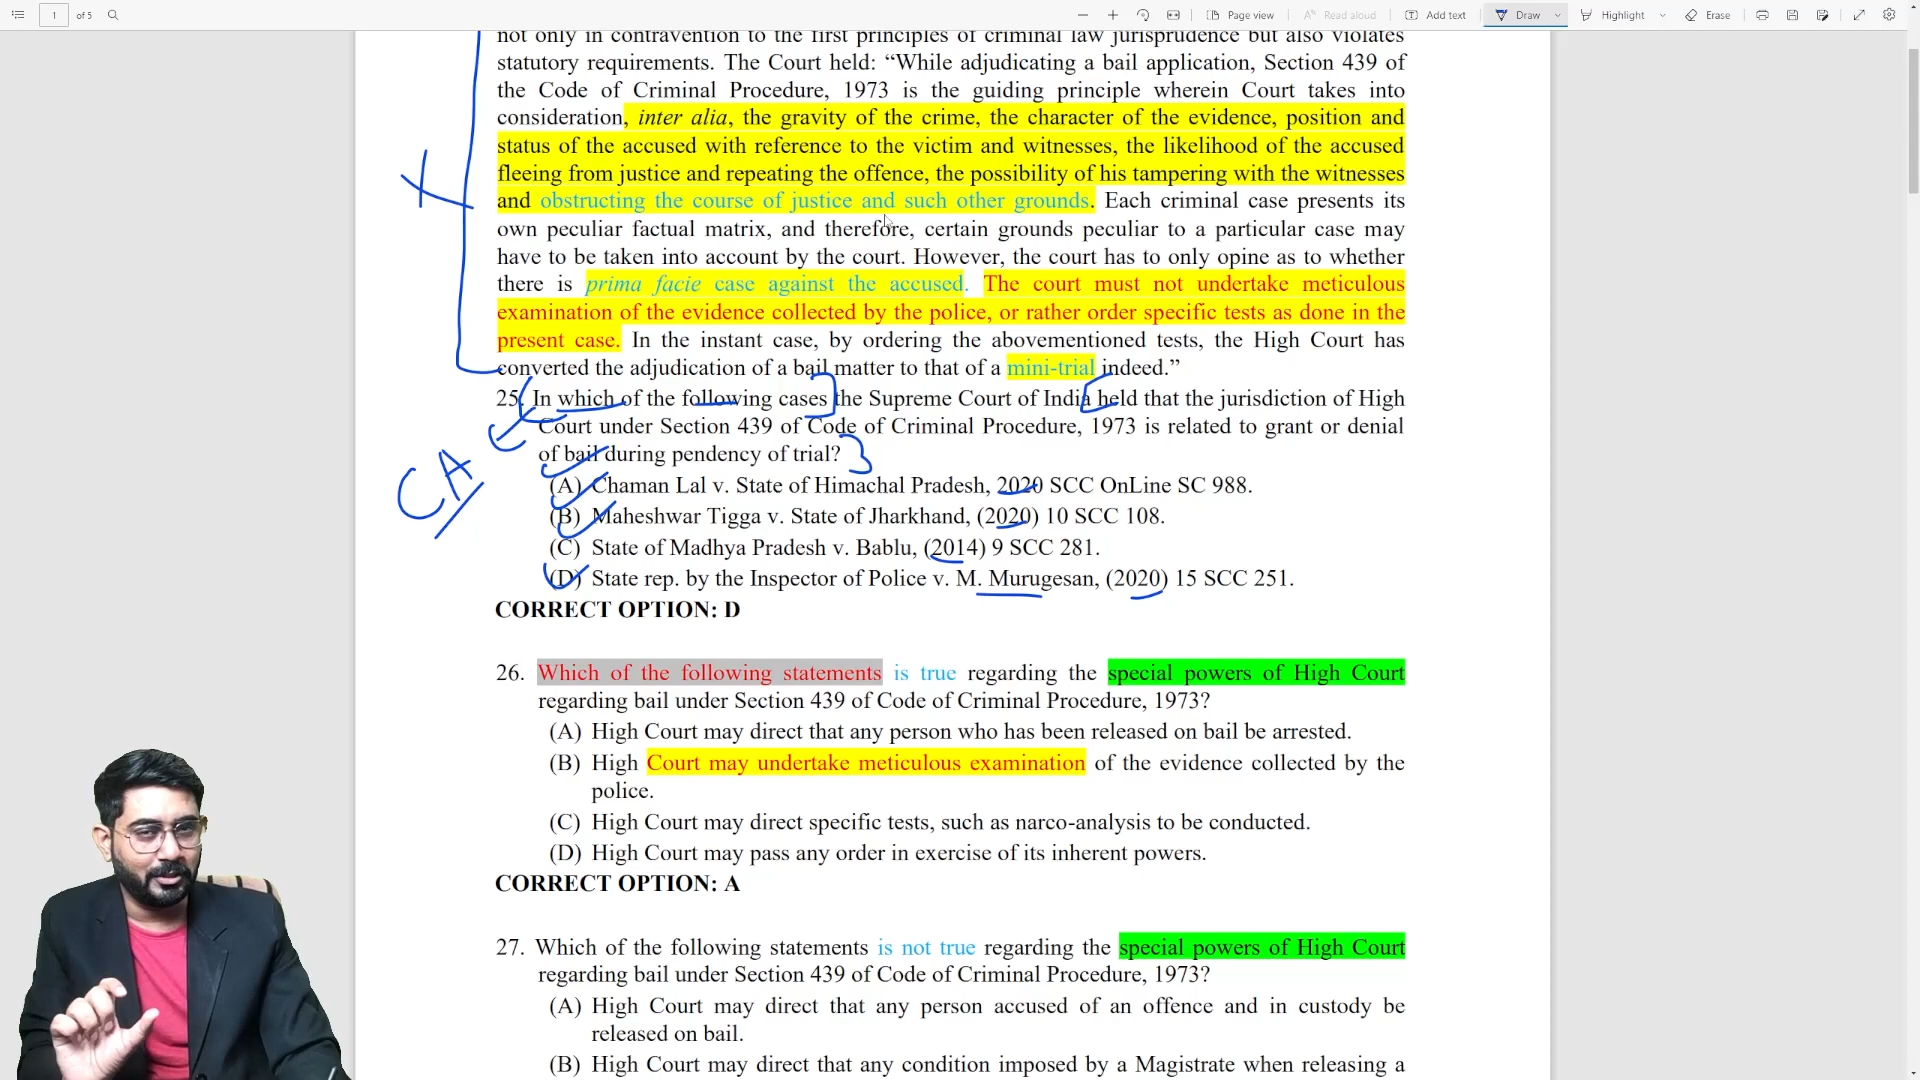 1 of 5 Page view Read aloud Add text Draw Highlight Erase
not only in contravention to the first principles of criminal law jurisprudence but also violates
statutory requirements. The Court held: “While adjudicating a bail application, Section 439 of
the Code of Criminal Procedure, 1973 is the guiding principle wherein Court takes into
consideration, inter alia, the gravity of the crime, the character of the evidence, position and
status of the accused with reference to the victim and witnesses, the likelihood of the accused
fleeing from justice and repeating the offence, the possibility of his tampering with the witnesses
and obstructing the course of justice and such other grounds. Each criminal case presents its
own peculiar factual matrix, and therefore, certain grounds peculiar to a particular case may
have to be taken into account by the court. However, the court has to only opine as to whether
there is prima facie case against the accused. The court must not undertake meticulous
examination of the evidence collected by the police, or rather order specific tests as done in the
present case. In the instant case, by ordering the abovementioned tests, the High Court has
converted the adjudication of a bail matter to that of a mini-trial indeed.”
25. In which of the following cases the Supreme Court of India held that the jurisdiction of High
Court under Section 439 of Code of Criminal Procedure, 1973 is related to grant or denial
of bail during pendency of trial?
CA
(A) Chaman Lal v. State of Himachal Pradesh, 2020 SCC OnLine SC 988.
(B) Maheshwar Tigga v. State of Jharkhand, (2020) 10 SCC 108.
(C) State of Madhya Pradesh v. Bablu, (2014) 9 SCC 281.
(D) State rep. by the Inspector of Police v. M. Murugesan, (2020) 15 SCC 251.
CORRECT OPTION: D
26. Which of the following statements is true regarding the special powers of High Court
regarding bail under Section 439 of Code of Criminal Procedure, 1973?
(A) High Court may direct that any person who has been released on bail be arrested.
(B) High Court may undertake meticulous examination of the evidence collected by the
police.
(C) High Court may direct specific tests, such as narco-analysis to be conducted.
(D) High Court may pass any order in exercise of its inherent powers.
CORRECT OPTION: A
27. Which of the following statements is not true regarding the special powers of High Court
regarding bail under Section 439 of Code of Criminal Procedure, 1973?
(A) High Court may direct that any person accused of an offence and in custody be
released on bail.
(B) High Court may direct that any condition imposed by a Magistrate when releasing a